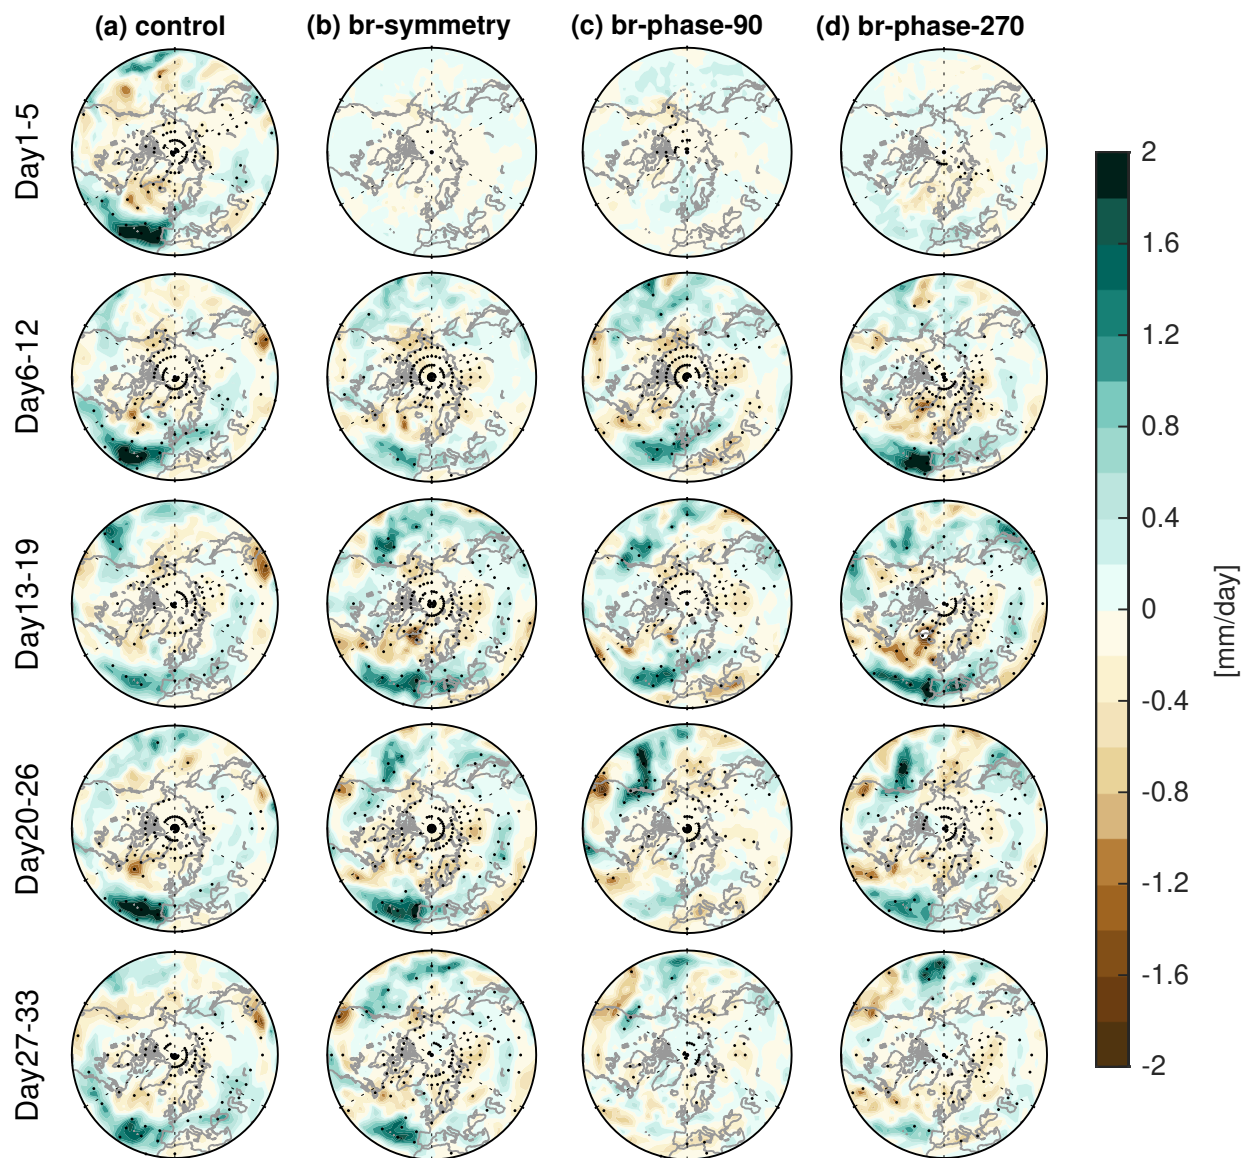 (a) control (b) br-symmetry (c) br-phase-90 (d) br-phase-270
Day1-5
Day6-12
Day13-19
Day20-26
Day27-33
2
1.6
1.2
0.8
0.4
0
-0.4
-0.8
-1.2
-1.6
-2
[mm/day]